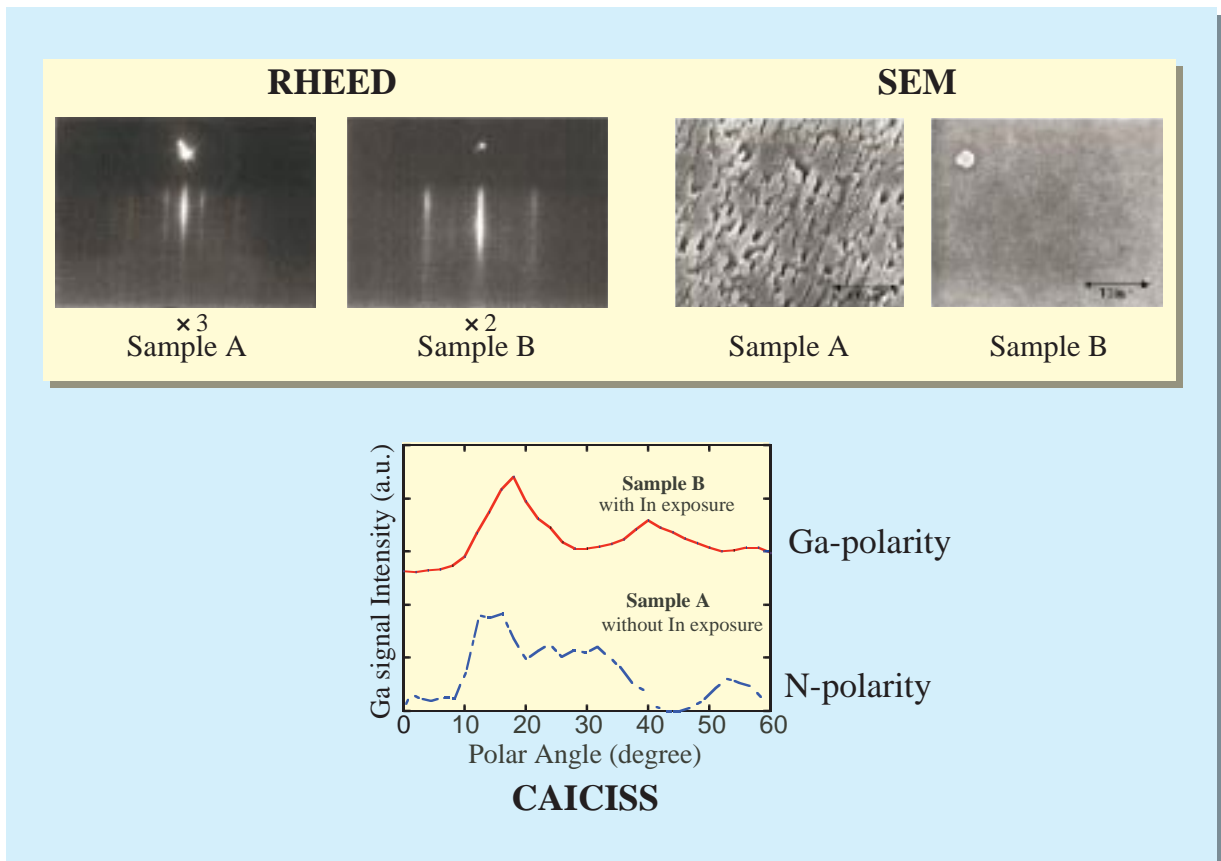 RHEED
SEM
× 3
× 2
Sample A
Sample B
Sample A
Sample B
Ga signal Intensity (a.u.)
Sample B
with In exposure
Sample A
without In exposure
Ga-polarity
N-polarity
0 10 20 30 40 50 60
Polar Angle (degree)
CAICISS